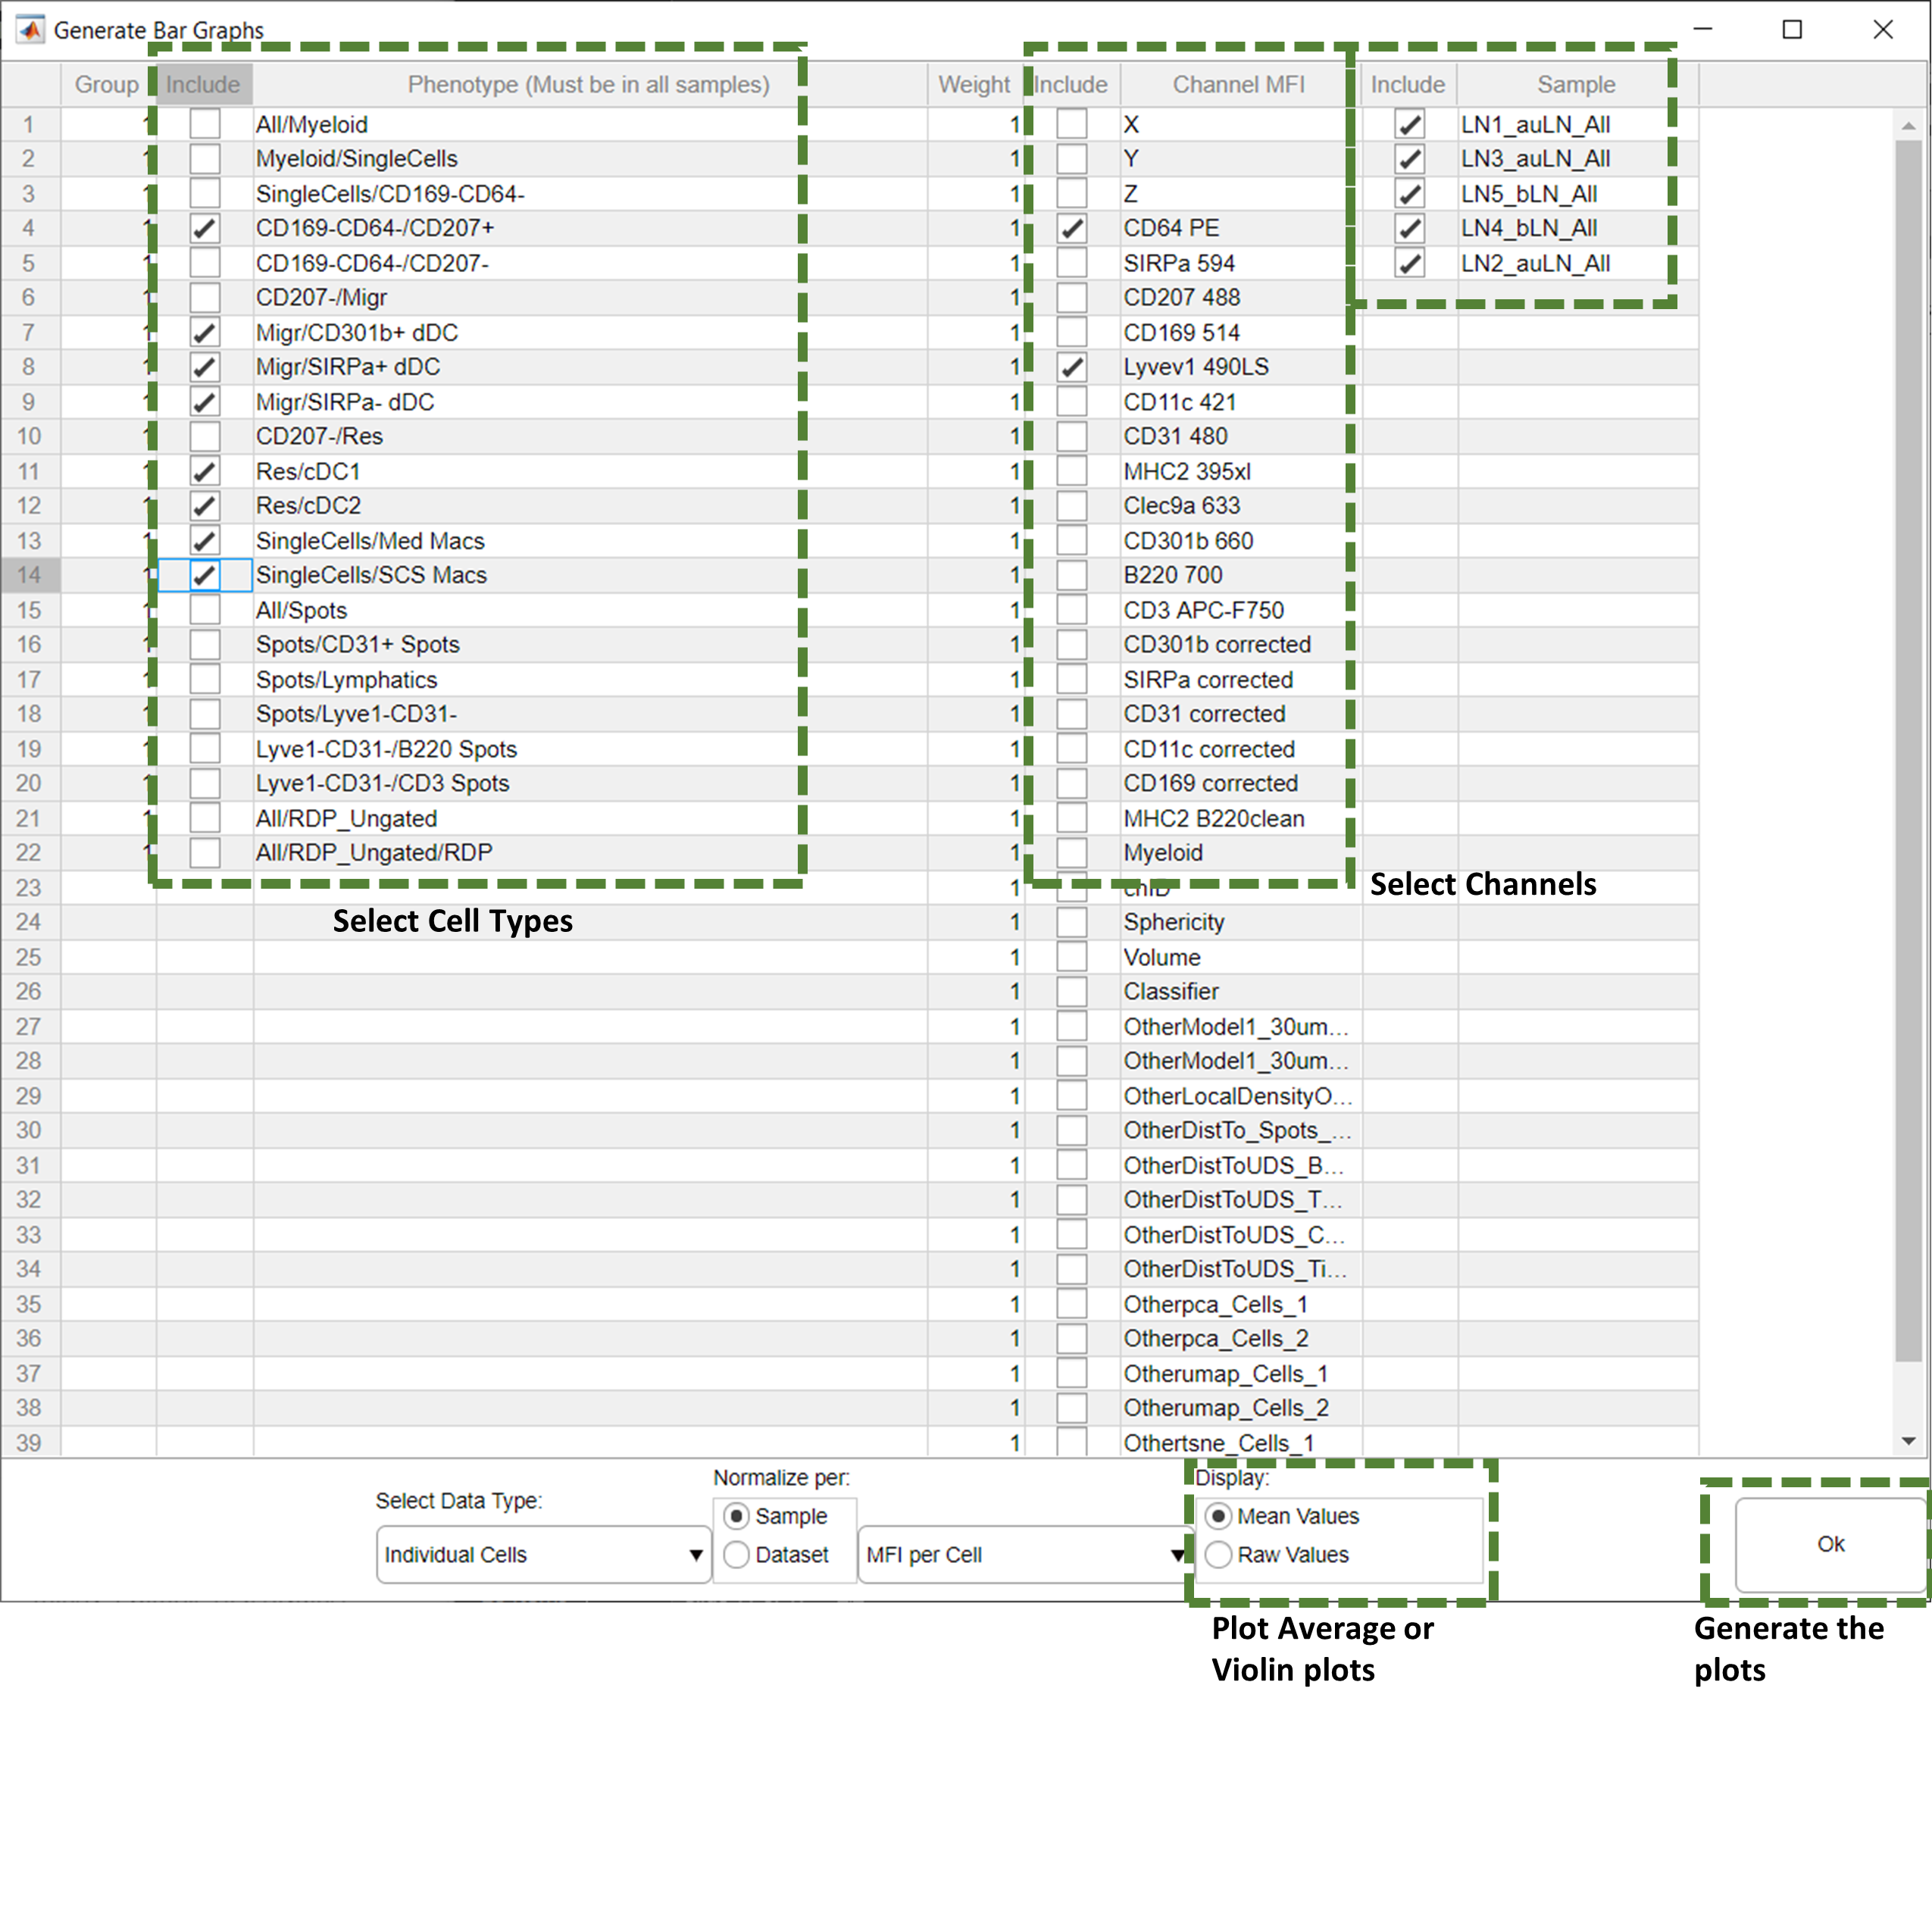 Generate Bar Graphs
Group Include Phenotype (Must be in all samples) Weight Include Channel MFI Include Sample
1 1 All/Myeloid 1 X LN1_auLN_All
2 1 Myeloid/SingleCells 1 Y LN3_auLN_All
3 1 SingleCells/CD169-CD64- 1 Z LN5_bLN_All
4 1 CD169-CD64-/CD207+ 1 CD64 PE LN4_bLN_All
5 1 CD169-CD64-/CD207- 1 SIRPa 594 LN2_auLN_All
6 1 CD207-/Migr 1 CD207 488
7 1 Migr/CD301b+ dDC 1 CD169 514
8 1 Migr/SIRPa+ dDC 1 Lyvev1 490LS
9 1 Migr/SIRPa- dDC 1 CD11c 421
10 1 CD207-/Res 1 CD31 480
11 1 Res/cDC1 1 MHC2 395xl
12 1 Res/cDC2 1 Clec9a 633
13 1 SingleCells/Med Macs 1 CD301b 660
14 1 SingleCells/SCS Macs 1 B220 700
15 1 All/Spots 1 CD3 APC-F750
16 1 Spots/CD31+ Spots 1 CD301b corrected
17 1 Spots/Lymphatics 1 SIRPa corrected
18 1 Spots/Lyve1-CD31- 1 CD31 corrected
19 1 Lyve1-CD31-/B220 Spots 1 CD11c corrected
20 1 Lyve1-CD31-/CD3 Spots 1 CD169 corrected
21 1 All/RDP_Ungated 1 MHC2 B220clean
22 1 All/RDP_Ungated/RDP 1 Myeloid
23 1 Select Channels
24 Select Cell Types 1 Sphericity
25 1 Volume
26 1 Classifier
27 1 OtherModel1_30um...
28 1 OtherModel1_30um...
29 1 OtherLocalDensityO...
30 1 OtherDistTo_Spots_...
31 1 OtherDistToUDS_B...
32 1 OtherDistToUDS_T...
33 1 OtherDistToUDS_C...
34 1 OtherDistToUDS_Ti...
35 1 Otherpca_Cells_1
36 1 Otherpca_Cells_2
37 1 Otherumap_Cells_1
38 1 Otherumap_Cells_2
39 1 Othertsne_Cells_1
Select Data Type:
Individual Cells
Normalize per:
Sample
Dataset
MFI per Cell
Display:
Mean Values
Raw Values
Ok
Plot Average or
Violin plots
Generate the
plots